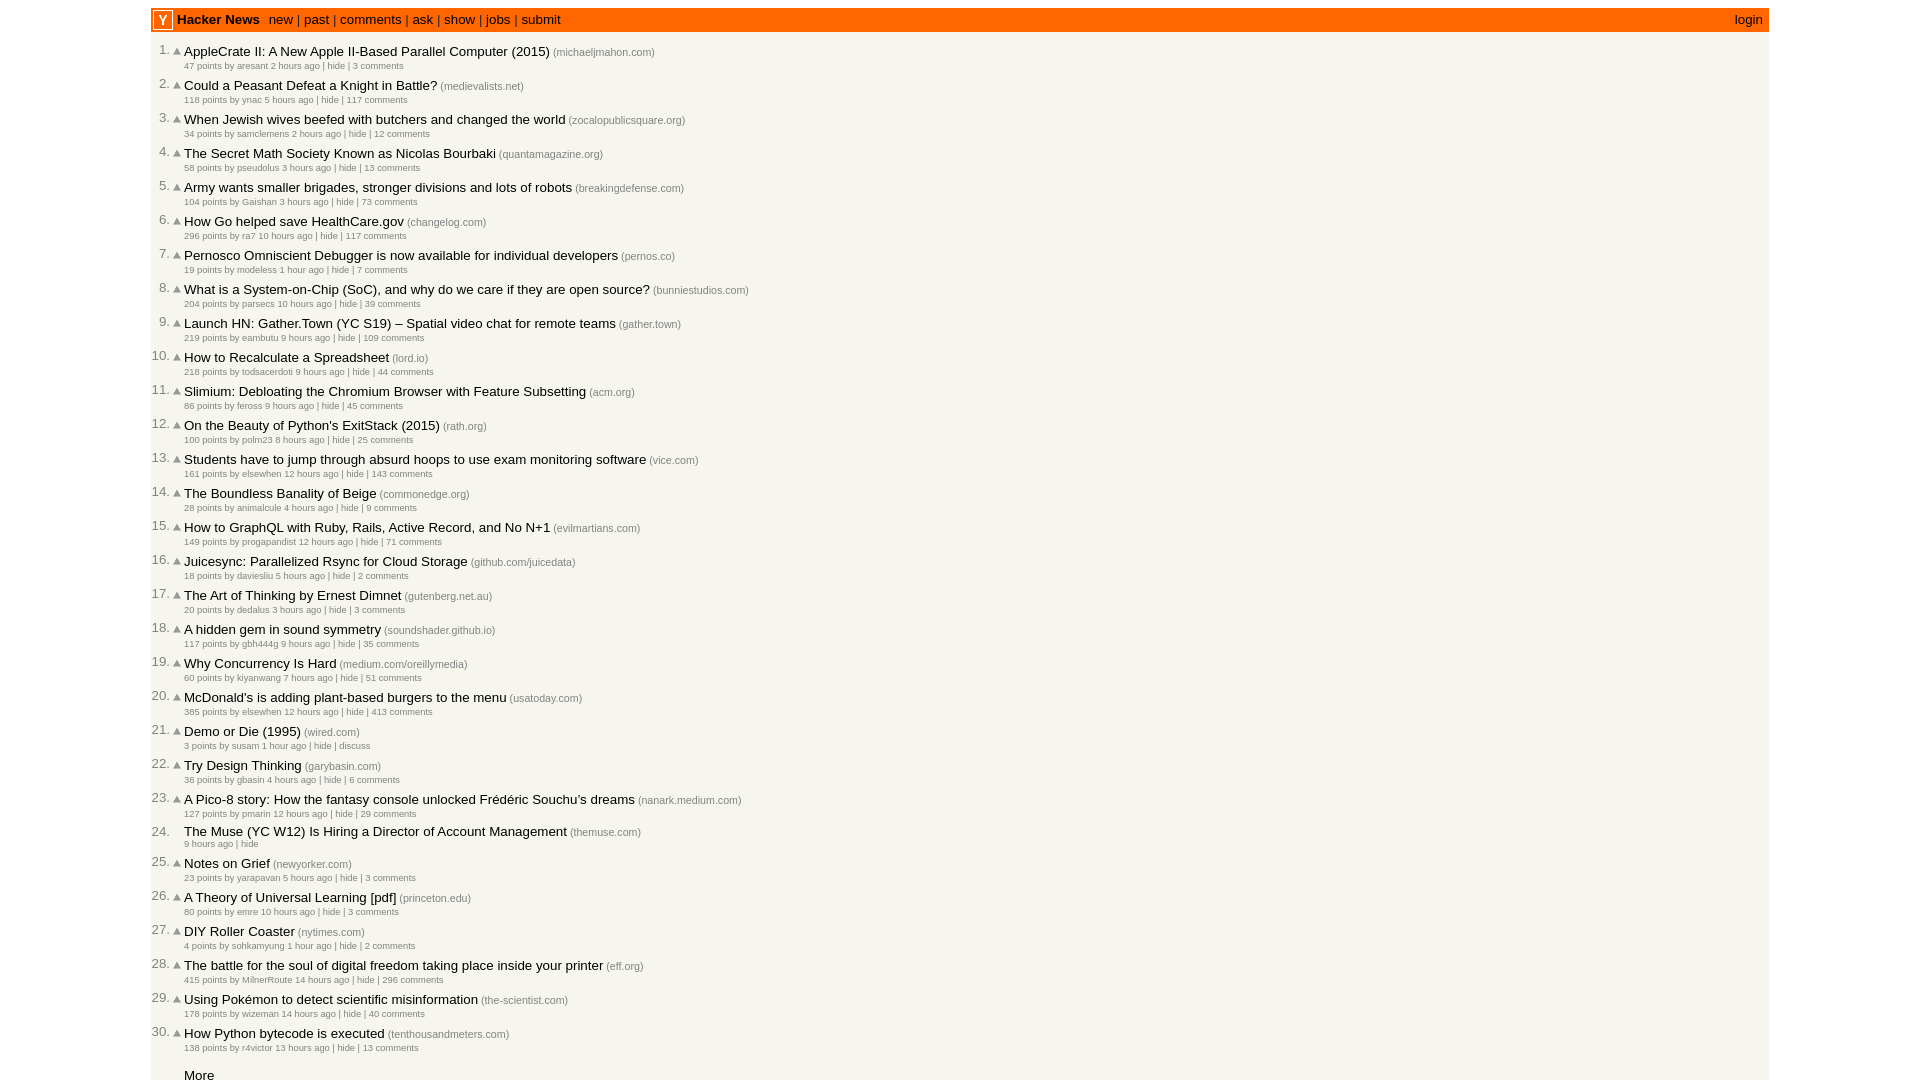 Y Hacker News new | past | comments | ask | show | jobs | submit login
1. AppleCrate II: A New Apple II-Based Parallel Computer (2015) (michaeljmahon.com)
47 points by aresant 2 hours ago | hide | 3 comments
2. Could a Peasant Defeat a Knight in Battle? (medievalists.net)
118 points by ynac 5 hours ago | hide | 117 comments
3. When Jewish wives beefed with butchers and changed the world (zocalopublicsquare.org)
34 points by samclemens 2 hours ago | hide | 12 comments
4. The Secret Math Society Known as Nicolas Bourbaki (quantamagazine.org)
58 points by pseudolus 3 hours ago | hide | 13 comments
5. Army wants smaller brigades, stronger divisions and lots of robots (breakingdefense.com)
104 points by Gaishan 3 hours ago | hide | 73 comments
6. How Go helped save HealthCare.gov (changelog.com)
296 points by ra7 10 hours ago | hide | 117 comments
7. Pernosco Omniscient Debugger is now available for individual developers (pernos.co)
19 points by modeless 1 hour ago | hide | 7 comments
8. What is a System-on-Chip (SoC), and why do we care if they are open source? (bunniestudios.com)
204 points by parsecs 10 hours ago | hide | 39 comments
9. Launch HN: Gather.Town (YC S19) – Spatial video chat for remote teams (gather.town)
219 points by eambutu 9 hours ago | hide | 109 comments
10. How to Recalculate a Spreadsheet (lord.io)
218 points by todsacerdoti 9 hours ago | hide | 44 comments
11. Slimium: Debloating the Chromium Browser with Feature Subsetting (acm.org)
86 points by feross 9 hours ago | hide | 45 comments
12. On the Beauty of Python's ExitStack (2015) (rath.org)
100 points by polm23 8 hours ago | hide | 25 comments
13. Students have to jump through absurd hoops to use exam monitoring software (vice.com)
161 points by elsewhen 12 hours ago | hide | 143 comments
14. The Boundless Banality of Beige (commonedge.org)
28 points by animalcule 4 hours ago | hide | 9 comments
15. How to GraphQL with Ruby, Rails, Active Record, and No N+1 (evilmartians.com)
149 points by progapandist 12 hours ago | hide | 71 comments
16. Juicesync: Parallelized Rsync for Cloud Storage (github.com/juicedata)
18 points by daviesliu 5 hours ago | hide | 2 comments
17. The Art of Thinking by Ernest Dimnet (gutenberg.net.au)
20 points by dedalus 3 hours ago | hide | 3 comments
18. A hidden gem in sound symmetry (soundshader.github.io)
117 points by gbh444g 9 hours ago | hide | 35 comments
19. Why Concurrency Is Hard (medium.com/oreillymedia)
60 points by kiyanwang 7 hours ago | hide | 51 comments
20. McDonald's is adding plant-based burgers to the menu (usatoday.com)
385 points by elsewhen 12 hours ago | hide | 413 comments
21. Demo or Die (1995) (wired.com)
3 points by susam 1 hour ago | hide | discuss
22. Try Design Thinking (garybasin.com)
36 points by gbasin 4 hours ago | hide | 6 comments
23. A Pico-8 story: How the fantasy console unlocked Frédéric Souchu’s dreams (nanark.medium.com)
127 points by pmarin 12 hours ago | hide | 29 comments
24. The Muse (YC W12) Is Hiring a Director of Account Management (themuse.com)
9 hours ago | hide
25. Notes on Grief (newyorker.com)
23 points by yarapavan 5 hours ago | hide | 3 comments
26. A Theory of Universal Learning [pdf] (princeton.edu)
80 points by emre 10 hours ago | hide | 3 comments
27. DIY Roller Coaster (nytimes.com)
4 points by sohkamyung 1 hour ago | hide | 2 comments
28. The battle for the soul of digital freedom taking place inside your printer (eff.org)
415 points by MilnerRoute 14 hours ago | hide | 296 comments
29. Using Pokémon to detect scientific misinformation (the-scientist.com)
178 points by wizeman 14 hours ago | hide | 40 comments
30. How Python bytecode is executed (tenthousandmeters.com)
138 points by r4victor 13 hours ago | hide | 13 comments
More